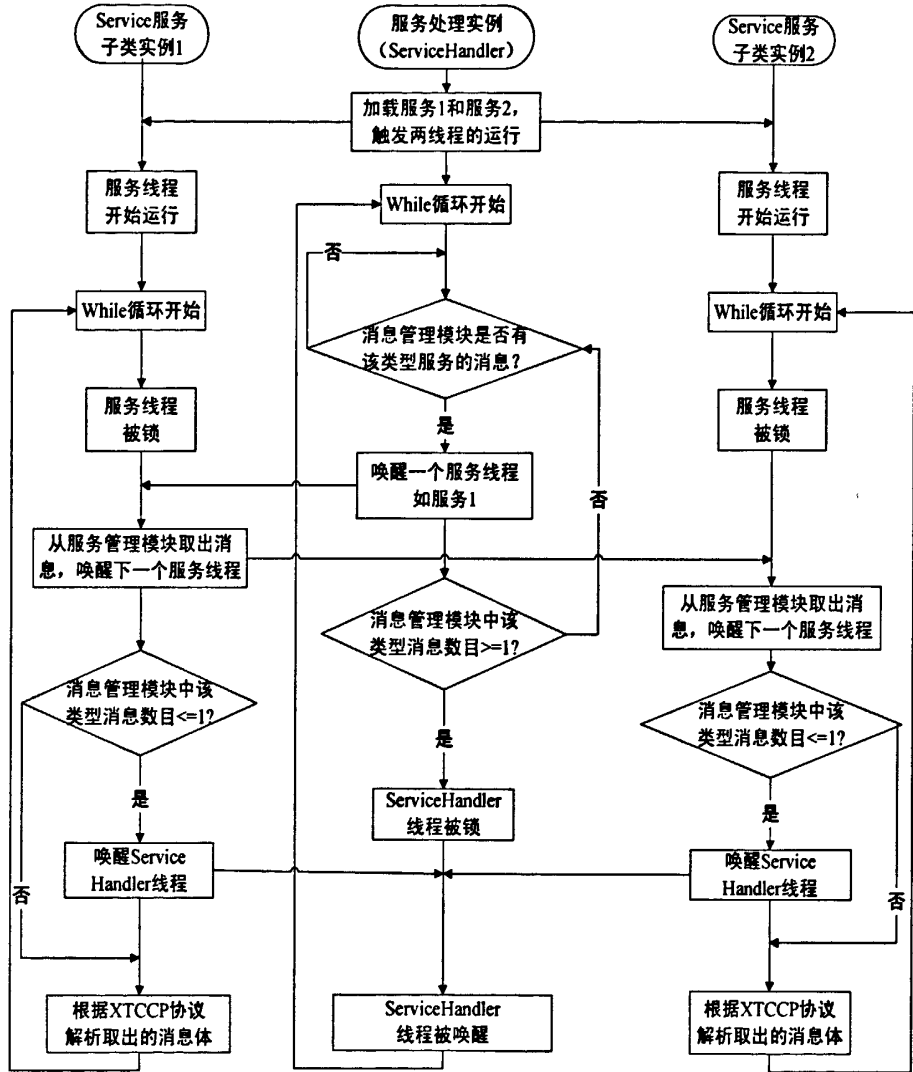 Service服务
子类实例1
服务处理实例
（ServiceHandler）
Service服务
子类实例2
加载服务1和服务2，
触发两线程的运行
服务线程
开始运行
While循环开始
服务线程
开始运行
否
While循环开始
消息管理模块是否有
该类型服务的消息？
While循环开始
服务线程
被锁
是
服务线程
被锁
唤醒一个服务线程
如服务1
否
从服务管理模块取出消
息，唤醒下一个服务线程
消息管理模块中该
类型消息数目>=1?
从服务管理模块取出消
息，唤醒下一个服务线程
消息管理模块中该
类型消息数目<=1?
消息管理模块中该
类型消息数目<=1?
是
是
ServiceHandler
线程被锁
是
唤醒Service
Handler线程
唤醒Service
Handler线程
否
否
根据XTCCP协议
解析取出的消息体
ServiceHandler
线程被唤醒
根据XTCCP协议
解析取出的消息体